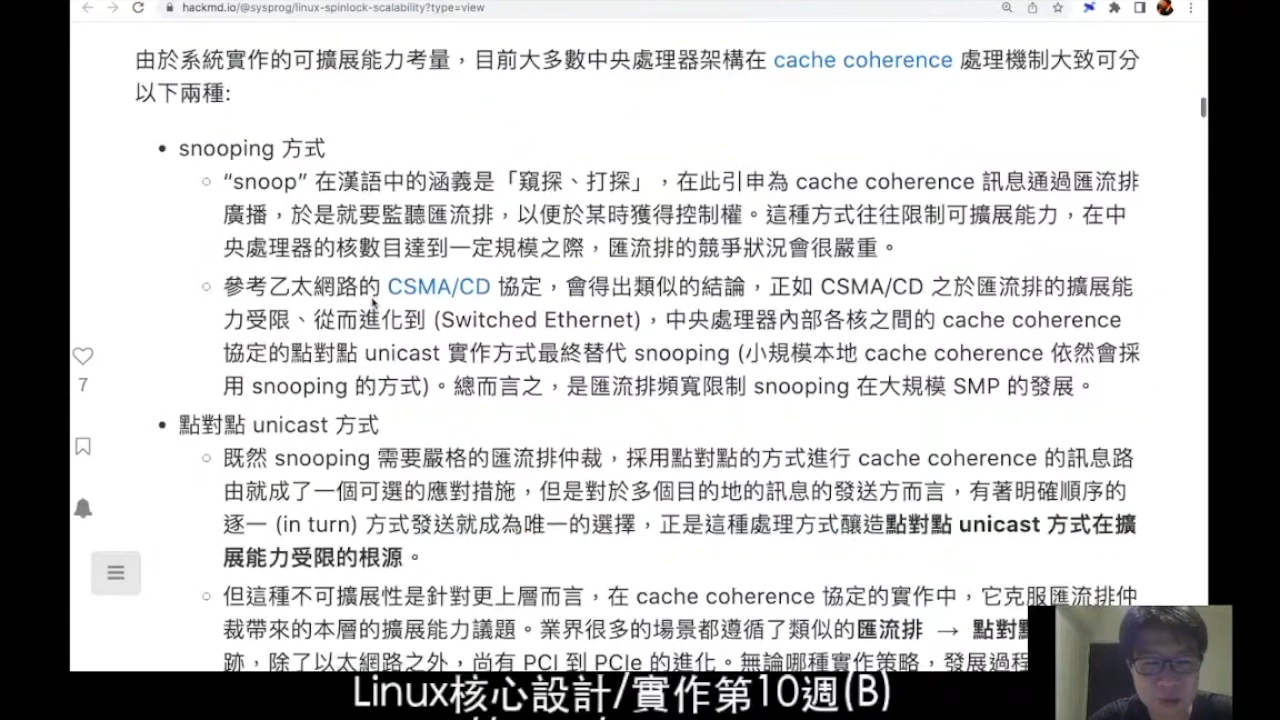 hackmd.io/@sysprog/linux-spinlock-scalability?type=view
由於系統實作的可擴展能力考量，目前大多數中央處理器架構在 cache coherence 處理機制大致可分
以下兩種:
• snooping 方式
“snoop” 在漢語中的涵義是「窺探、打探」，在此引申為 cache coherence 訊息通過匯流排
廣播，於是就要監聽匯流排，以便於某時獲得控制權。這種方式往往限制可擴展能力，在中
央處理器的核數目達到一定規模之際，匯流排的競爭狀況會很嚴重。
參考乙太網路的 CSMA/CD 協定，會得出類似的結論，正如 CSMA/CD 之於匯流排的擴展能
力受限、從而進化到 (Switched Ethernet)，中央處理器內部各核之間的 cache coherence
協定的點對點 unicast 實作方式最終替代 snooping (小規模本地 cache coherence 依然會採
用 snooping 的方式)。總而言之，是匯流排頻寬限制 snooping 在大規模 SMP 的發展。
7
• 點對點 unicast 方式
既然 snooping 需要嚴格的匯流排仲裁，採用點對點的方式進行 cache coherence 的訊息路
由就成了一個可選的應對措施，但是對於多個目的地的訊息的發送方而言，有著明確順序的
逐一 (in turn) 方式發送就成為唯一的選擇，正是這種處理方式釀造點對點 unicast 方式在擴
展能力受限的根源。
但這種不可擴展性是針對更上層而言，在 cache coherence 協定的實作中，它克服匯流排仲
裁帶來的本層的擴展能力議題。業界很多的場景都遵循了類似的匯流排 → 點對
跡，除了以太網路之外，尚有 PCI 到 PCIe 的進化。無論哪種實作策略，發展過程
Linux核心設計/實作第10週(B)